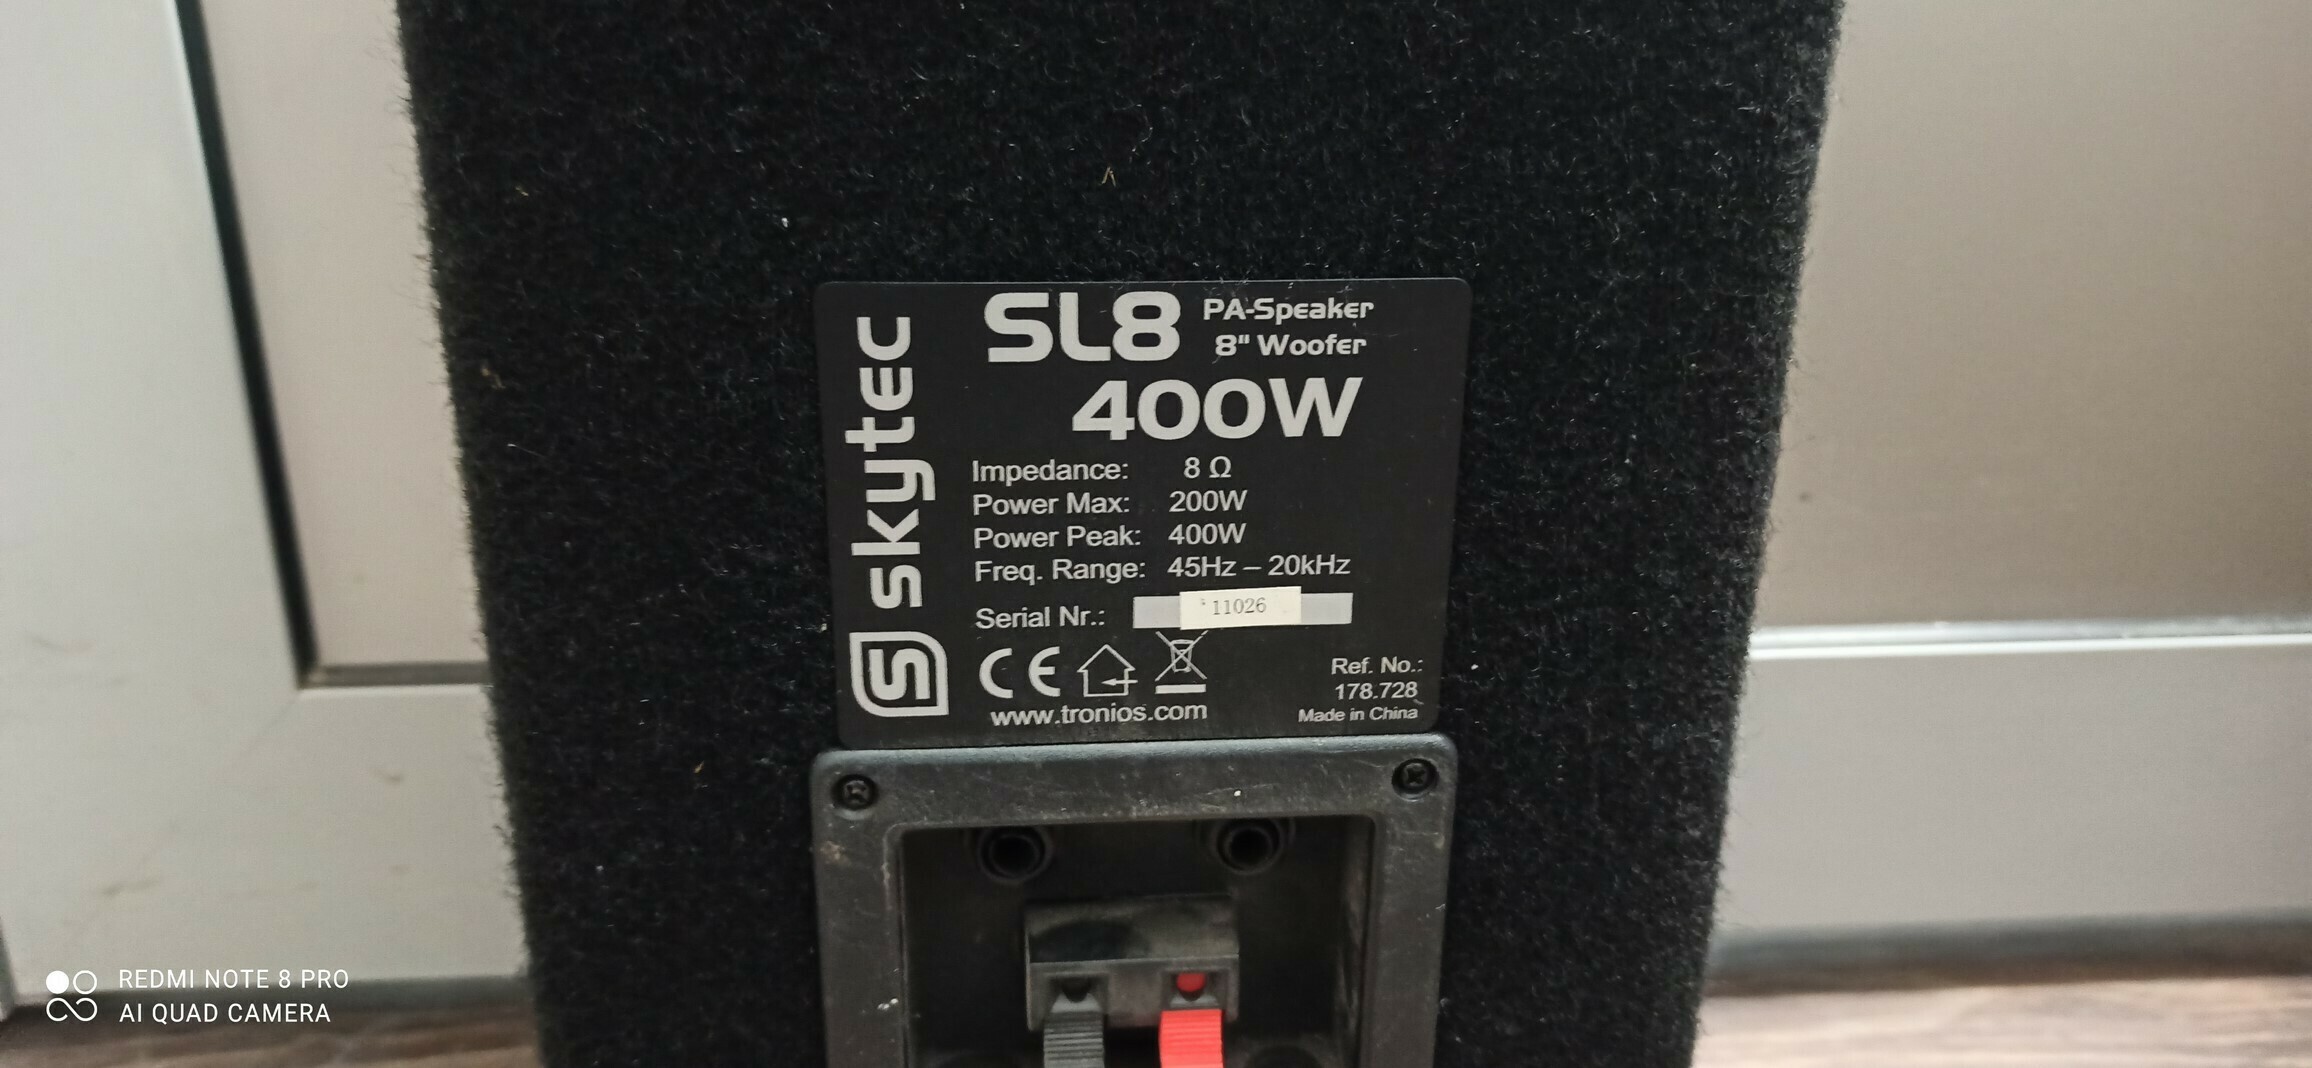 skytec
SL8 PA-Speaker
8" Woofer
400W
Impedance: 8 Ω
Power Max: 200W
Power Peak: 400W
Freq. Range: 45Hz – 20kHz
Serial Nr.: 11026
CE
Ref. No.:
178.728
www.tronios.com
Made in China
REDMI NOTE 8 PRO
AI QUAD CAMERA